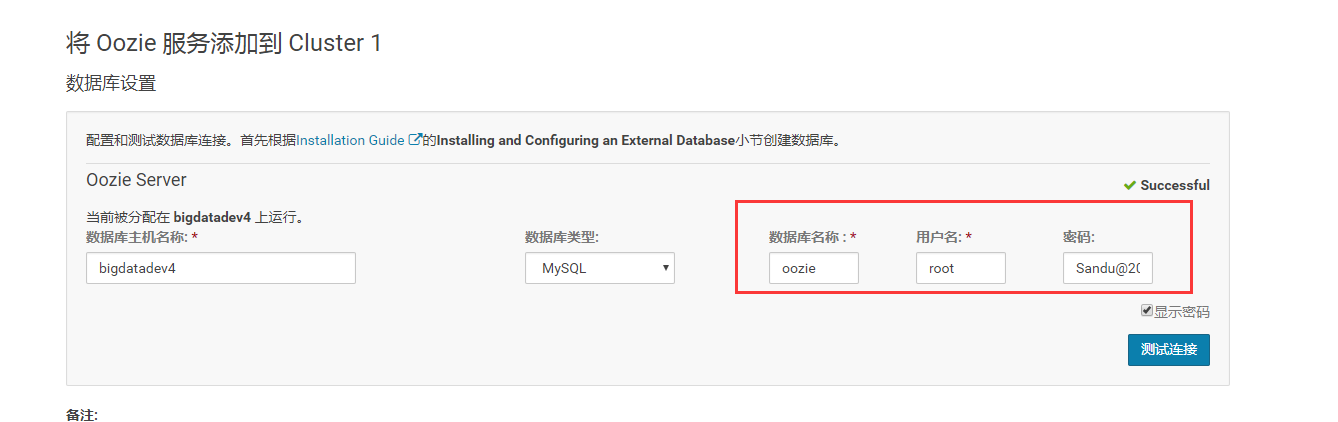 将 Oozie 服务添加到 Cluster 1
数据库设置
配置和测试数据库连接。首先根据Installation Guide的Installing and Configuring an External Database小节创建数据库。
Oozie Server
Successful
当前被分配在 bigdatadev4 上运行。
数据库主机名称: * 数据库类型: 数据库名称 : * 用户名: * 密码:
bigdatadev4 MySQL oozie root Sandu@20
显示密码
测试连接
备注: